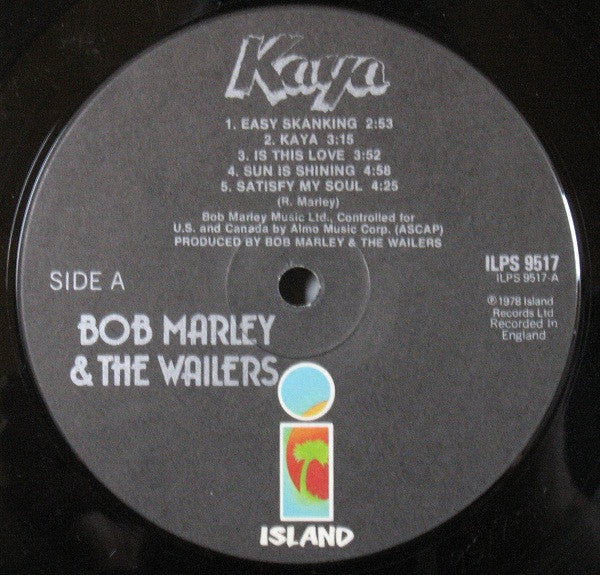 Kaya
1. EASY SKANKING 2:53
2. KAYA 3:15
3. IS THIS LOVE 3:52
4. SUN IS SHINING 4:58
5. SATISFY MY SOUL 4:25
(R. Marley)
Bob Marley Music Ltd., Controlled for
U.S. and Canada by Almo Music Corp. (ASCAP)
PRODUCED BY BOB MARLEY & THE WAILERS
SIDE A
ILPS 9517
ILPS 9517-A
℗1978 Island
Records Ltd
Recorded In
England
BOB MARLEY
& THE WAILERS
i
ISLAND